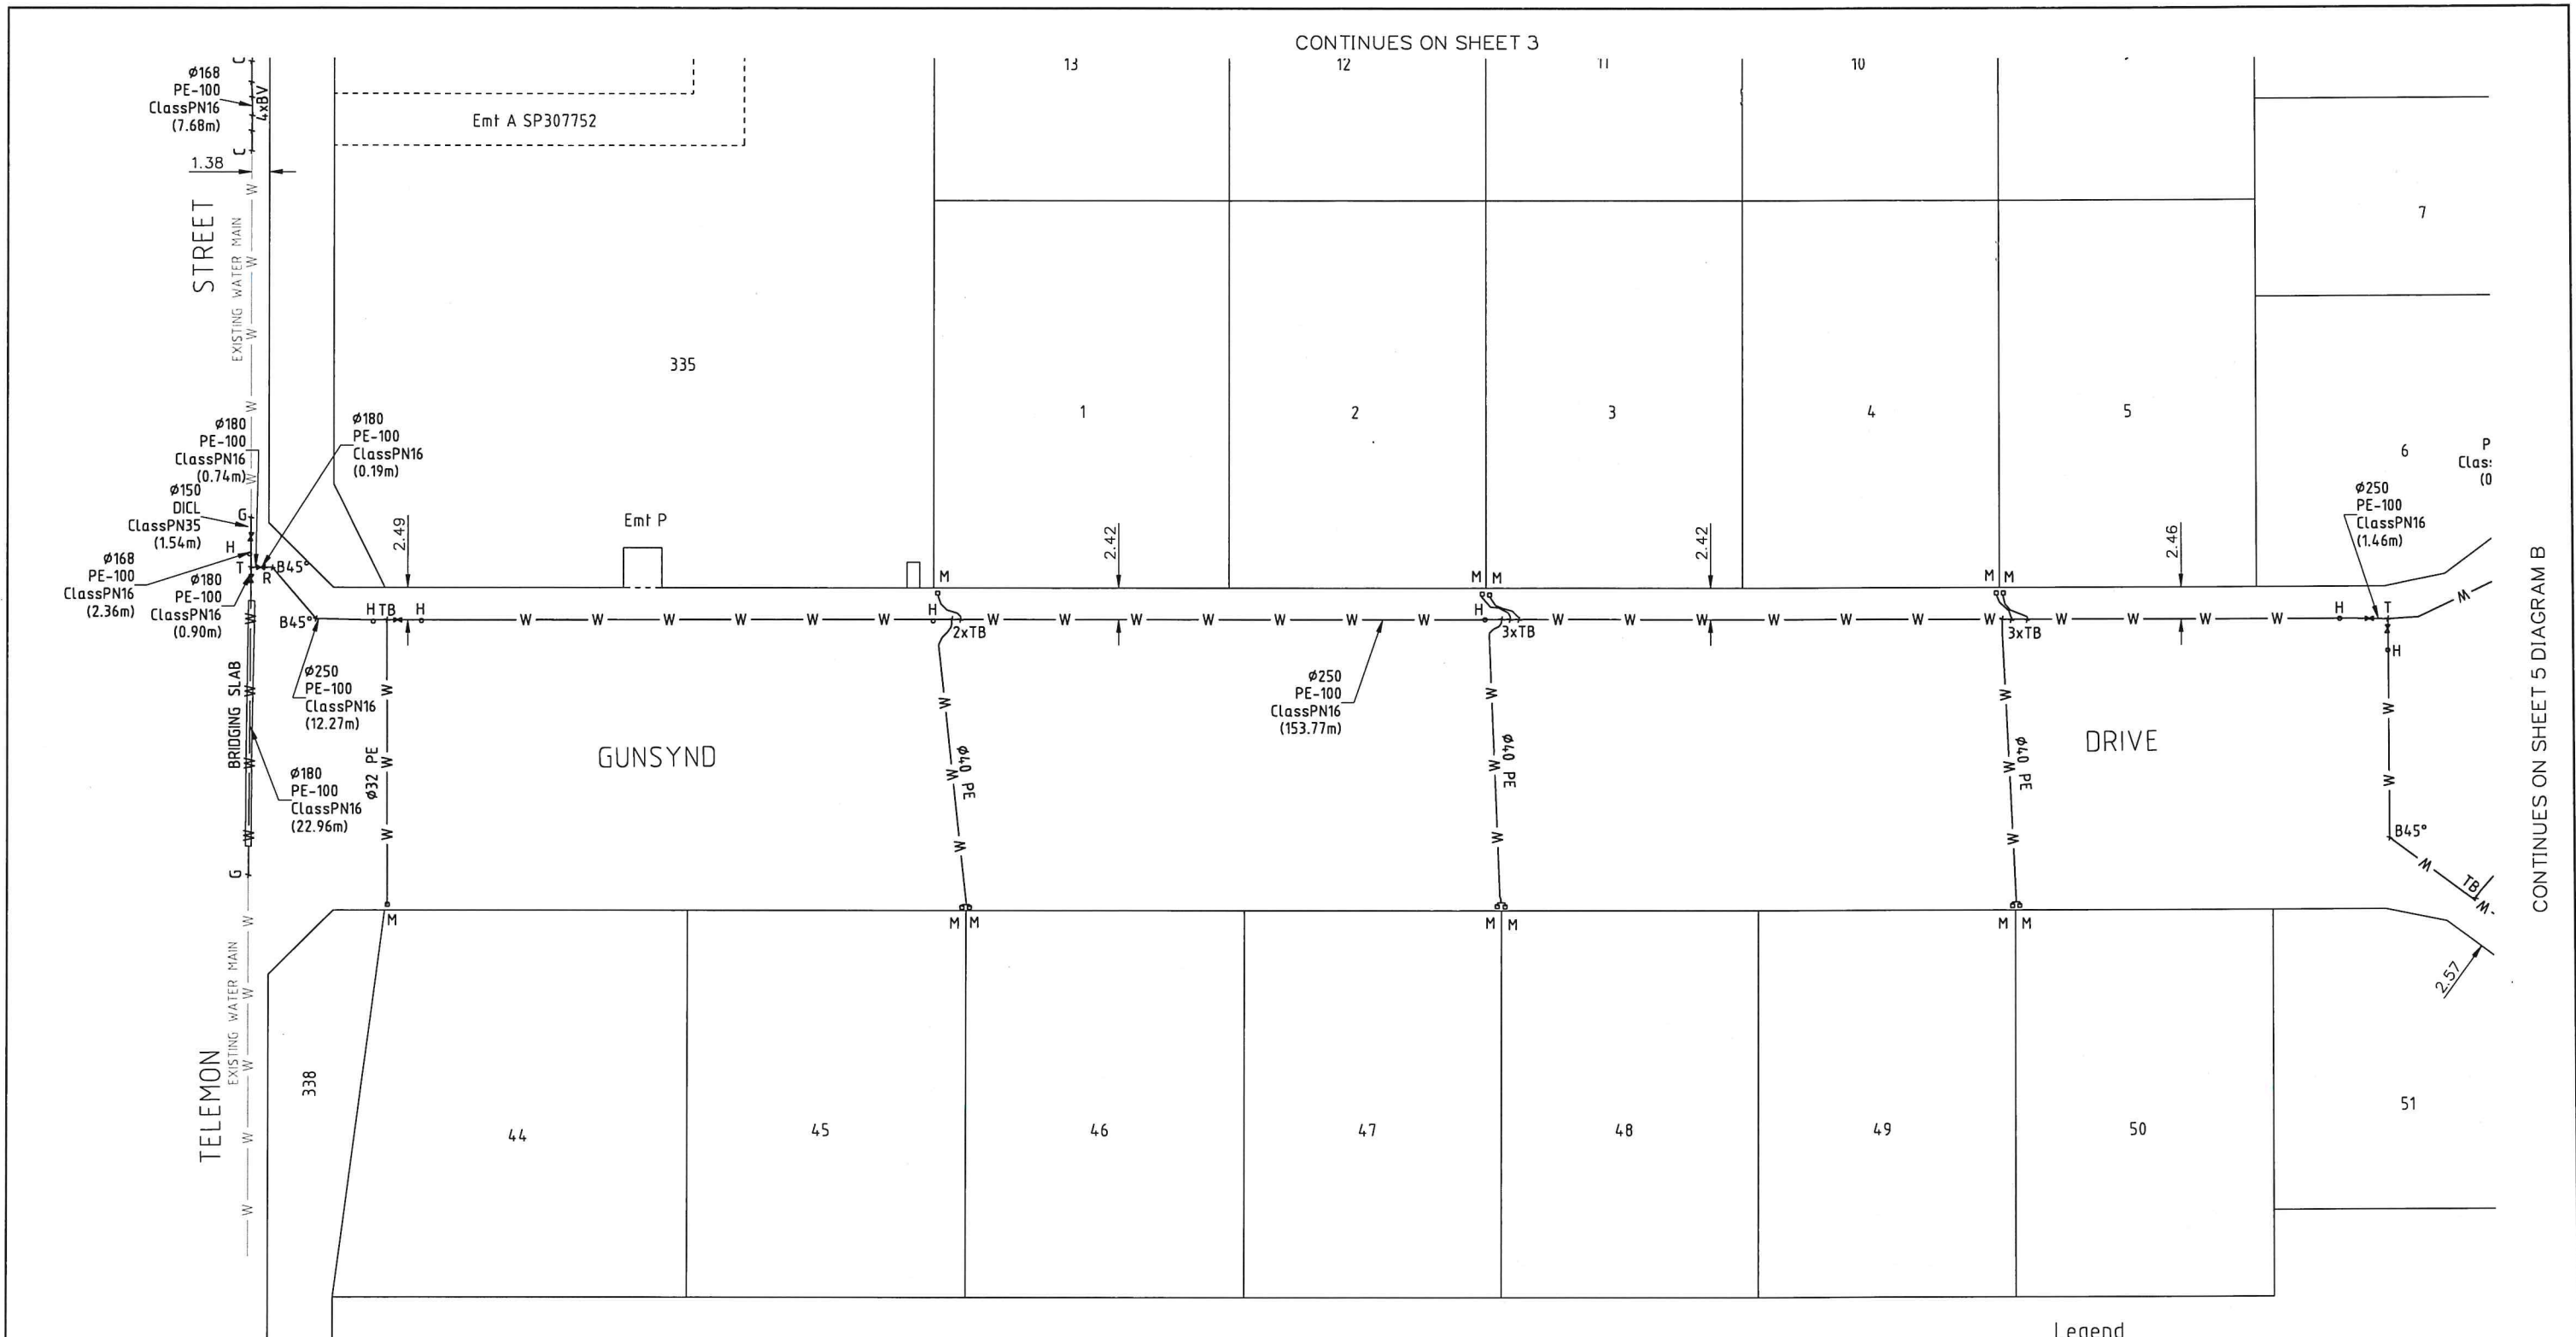 CONTINUES ON SHEET 3
13
12
11
10
Ø168
PE-100
ClassPN16
(7.68m)
C
4xBV
C
1.38
Emt A SP307752
7
STREET
EXISTING WATER MAIN
W
W
W
W
W
335
1
2
3
4
5
6
Ø180
PE-100
ClassPN16
(0.74m)
Ø180
PE-100
ClassPN16
(0.19m)
Ø150
DICL
ClassPN35
(1.54m)
Ø168
PE-100
ClassPN16
(2.36m)
Ø180
PE-100
ClassPN16
(0.90m)
G
H
T
R
B45°
B45°
2.49
Emt P
2.42
2.42
2.46
Ø250
PE-100
ClassPN16
(1.46m)
P
Clas
(0
M
M M
M M
H TB H
W W W W W W
H
2xTB
W W W W W W W
H
3xTB
W W W W W W W
3xTB
W W W W
H
T
W
H
Ø250
PE-100
ClassPN16
(12.27m)
Ø250
PE-100
ClassPN16
(153.77m)
BRIDGING SLAB
W
W
W
W
Ø180
PE-100
ClassPN16
(22.96m)
G
W
W
W
Ø32 PE
GUNSYND
DRIVE
W
W
W
Ø40 PE
W
W
W
Ø40 PE
W
W
W
Ø40 PE
W
W
B45°
W
TB
W
CONTINUES ON SHEET 5 DIAGRAM B
M
M M
M M
M M
2.57
TELEMON
EXISTING WATER MAIN
W
W
W
W
W
338
44
45
46
47
48
49
50
51
Legend